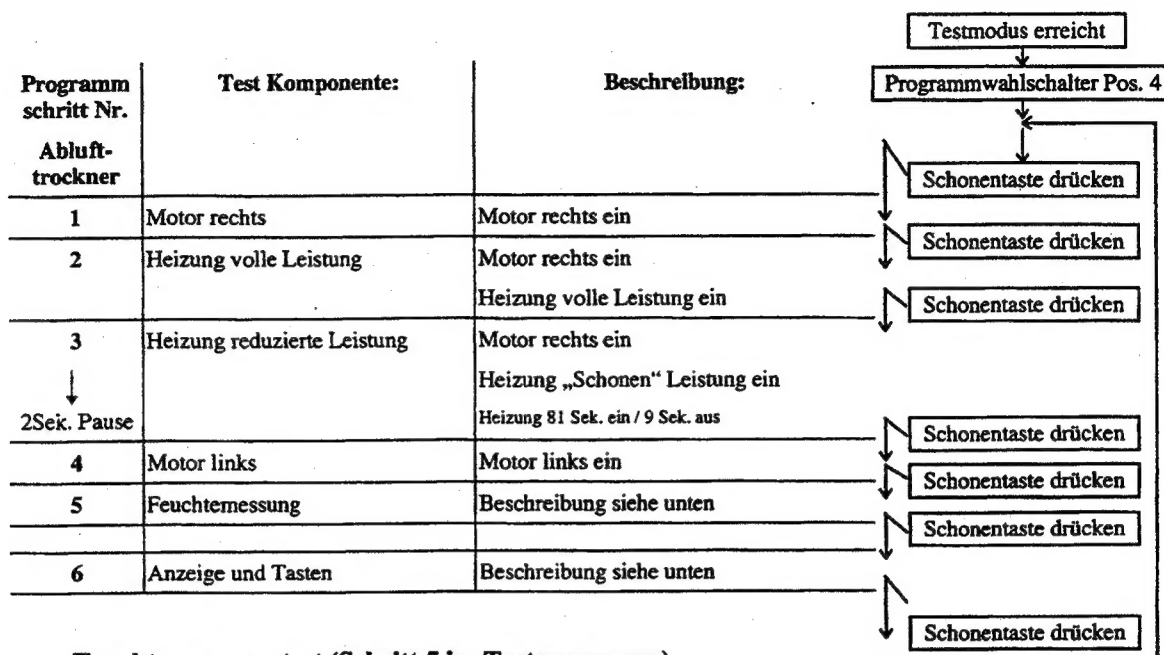 Testmodus erreicht
Programmwahlschalter Pos. 4
Programm
schritt Nr.
Abluft-
trockner
Test Komponente:
Beschreibung:
Schonentaste drücken
1 Motor rechts Motor rechts ein
Schonentaste drücken
2 Heizung volle Leistung Motor rechts ein
Heizung volle Leistung ein
Schonentaste drücken
3 Heizung reduzierte Leistung Motor rechts ein
Heizung „Schonen“ Leistung ein
2Sek. Pause Heizung 81 Sek. ein / 9 Sek. aus
Schonentaste drücken
4 Motor links Motor links ein
Schonentaste drücken
5 Feuchtemessung Beschreibung siehe unten
Schonentaste drücken
6 Anzeige und Tasten Beschreibung siehe unten
Schonentaste drücken
(Schritt 5 im Testprogramm)